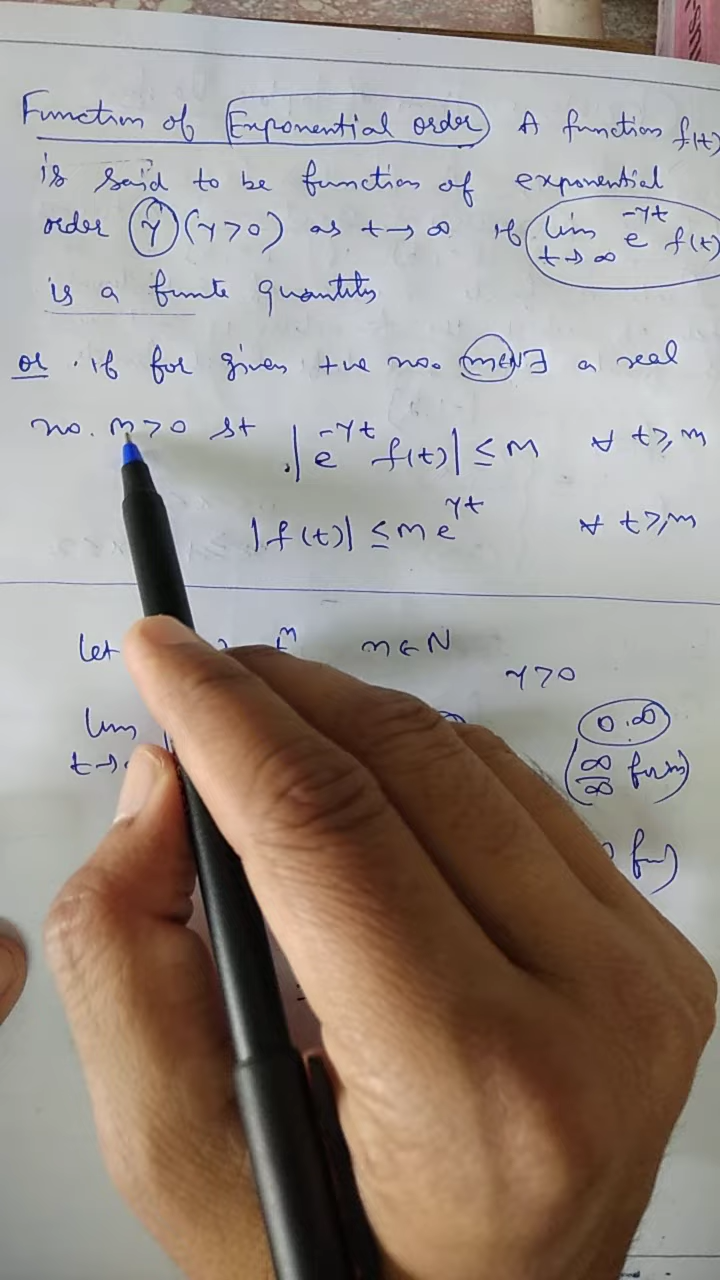 Function of Exponential order A function f(t)
is said to be function of exponential
order γ (γ>0) as t→∞ if lim t→∞ e^-γt f(t)
is a finite quantity
or . if for given +ve no. m∈N ∃ a real
no. M>0 st |e^-γt f(t)| ≤ M ∀ t≥m
|f(t)| ≤ M e^γt ∀ t≥m
let t^n n∈N
γ>0
lim 0.∞
t→ (∞/∞ form)
form)